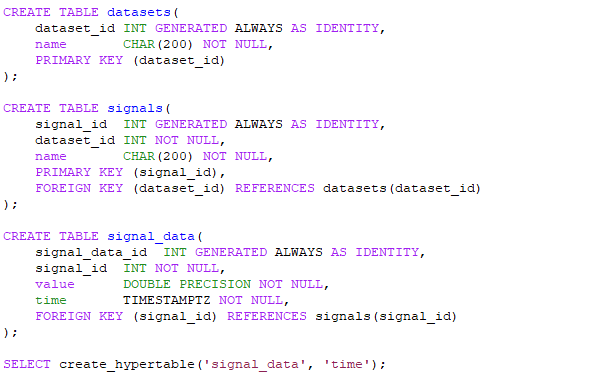 CREATE TABLE datasets(
    dataset_id INT GENERATED ALWAYS AS IDENTITY,
    name       CHAR(200) NOT NULL,
    PRIMARY KEY (dataset_id)
);

CREATE TABLE signals(
    signal_id  INT GENERATED ALWAYS AS IDENTITY,
    dataset_id INT NOT NULL,
    name       CHAR(200) NOT NULL,
    PRIMARY KEY (signal_id),
    FOREIGN KEY (dataset_id) REFERENCES datasets(dataset_id)
);

CREATE TABLE signal_data(
    signal_data_id  INT GENERATED ALWAYS AS IDENTITY,
    signal_id  INT NOT NULL,
    value      DOUBLE PRECISION NOT NULL,
    time       TIMESTAMPTZ NOT NULL,
    FOREIGN KEY (signal_id) REFERENCES signals(signal_id)
);

SELECT create_hypertable('signal_data', 'time');